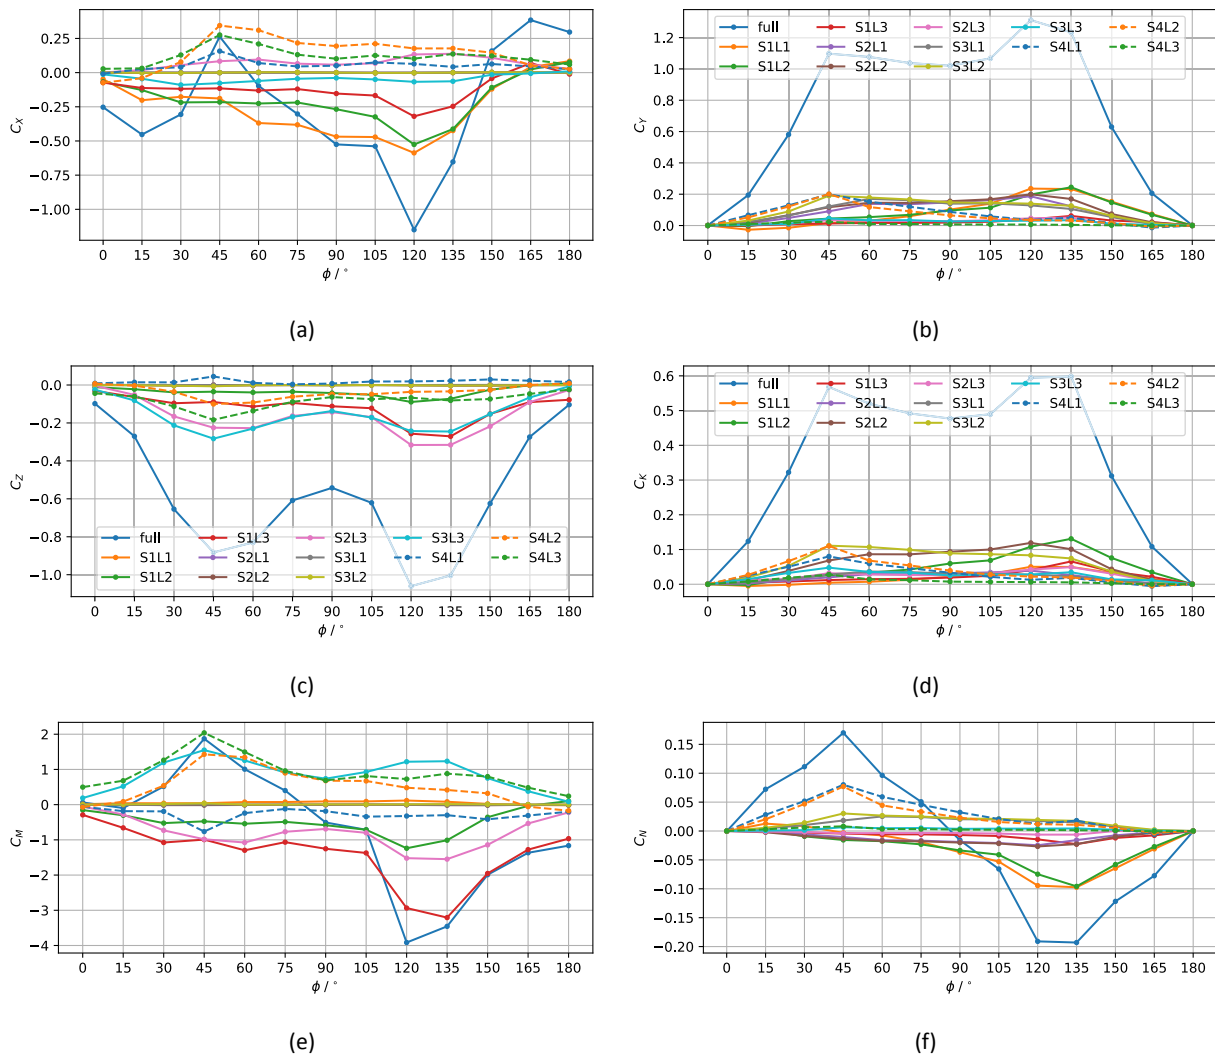 0.25
0.00
−0.25
−0.50
−0.75
−1.00
C_X
0 15 30 45 60 75 90 105 120 135 150 165 180
ϕ / °
(a)
1.2
1.0
0.8
0.6
0.4
0.2
0.0
C_Y
full S1L3 S2L3 S3L3 S4L2
S1L1 S2L1 S3L1 S4L1 S4L3
S1L2 S2L2 S3L2
0 15 30 45 60 75 90 105 120 135 150 165 180
ϕ / °
(b)
0.0
−0.2
−0.4
−0.6
−0.8
−1.0
C_Z
full S1L3 S2L3 S3L3 S4L2
S1L1 S2L1 S3L1 S4L1 S4L3
S1L2 S2L2 S3L2
0 15 30 45 60 75 90 105 120 135 150 165 180
ϕ / °
(c)
0.6
0.5
0.4
0.3
0.2
0.1
0.0
C_K
full S1L3 S2L3 S3L3 S4L2
S1L1 S2L1 S3L1 S4L1 S4L3
S1L2 S2L2 S3L2
0 15 30 45 60 75 90 105 120 135 150 165 180
ϕ / °
(d)
2
1
0
−1
−2
−3
−4
C_M
0 15 30 45 60 75 90 105 120 135 150 165 180
ϕ / °
(e)
0.15
0.10
0.05
0.00
−0.05
−0.10
−0.15
−0.20
C_N
0 15 30 45 60 75 90 105 120 135 150 165 180
ϕ / °
(f)